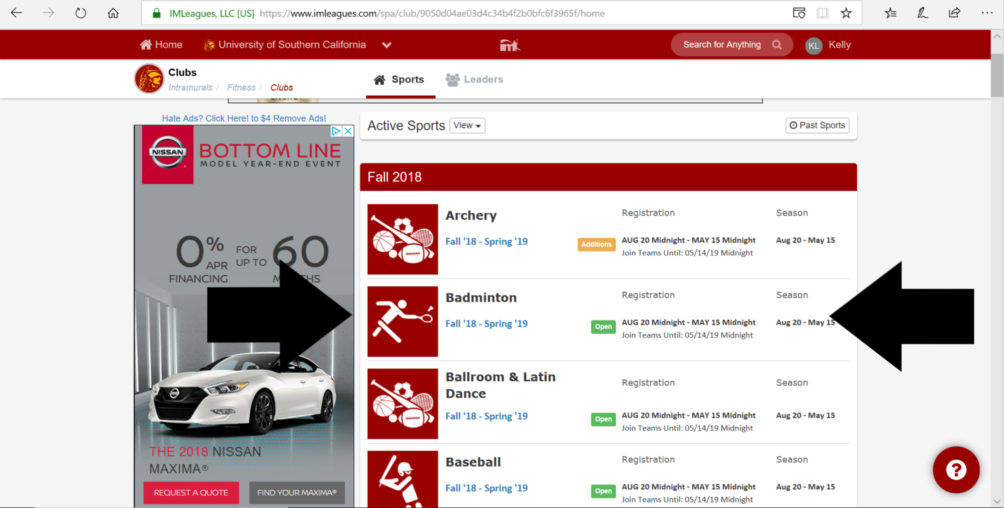 IMLeagues, LLC [US] https://www.imleagues.com/spa/club/9050d04ae03d4c34b4f2b0bfc6f3965f/home
Home University of Southern California Search for Anything KL Kelly
Clubs
Intramurals / Fitness / Clubs
Sports Leaders
Hate Ads? Click Here! to $4 Remove Ads!
NISSAN
BOTTOM LINE
MODEL YEAR-END EVENT
0% APR FINANCING
FOR UP TO
60
THE 2018 NISSAN
MAXIMA®
REQUEST A QUOTE FIND YOUR MAXIMA®
Active Sports View Past Sports
Fall 2018
Archery Registration Season
Fall '18 - Spring '19 Additions AUG 20 Midnight - MAY 15 Midnight Aug 20 - May 15
Join Teams Until: 05/14/19 Midnight
Badminton Registration Season
Fall '18 - Spring '19 Open AUG 20 Midnight - MAY 15 Midnight Aug 20 - May 15
Join Teams Until: 05/14/19 Midnight
Ballroom & Latin
Dance
Registration Season
Fall '18 - Spring '19 Open AUG 20 Midnight - MAY 15 Midnight Aug 20 - May 15
Join Teams Until: 05/14/19 Midnight
Baseball Registration Season
Fall '18 - Spring '19 Open AUG 20 Midnight - MAY 15 Midnight Aug 20 - May 15
Join Teams Until: 05/14/19 Midnight
?